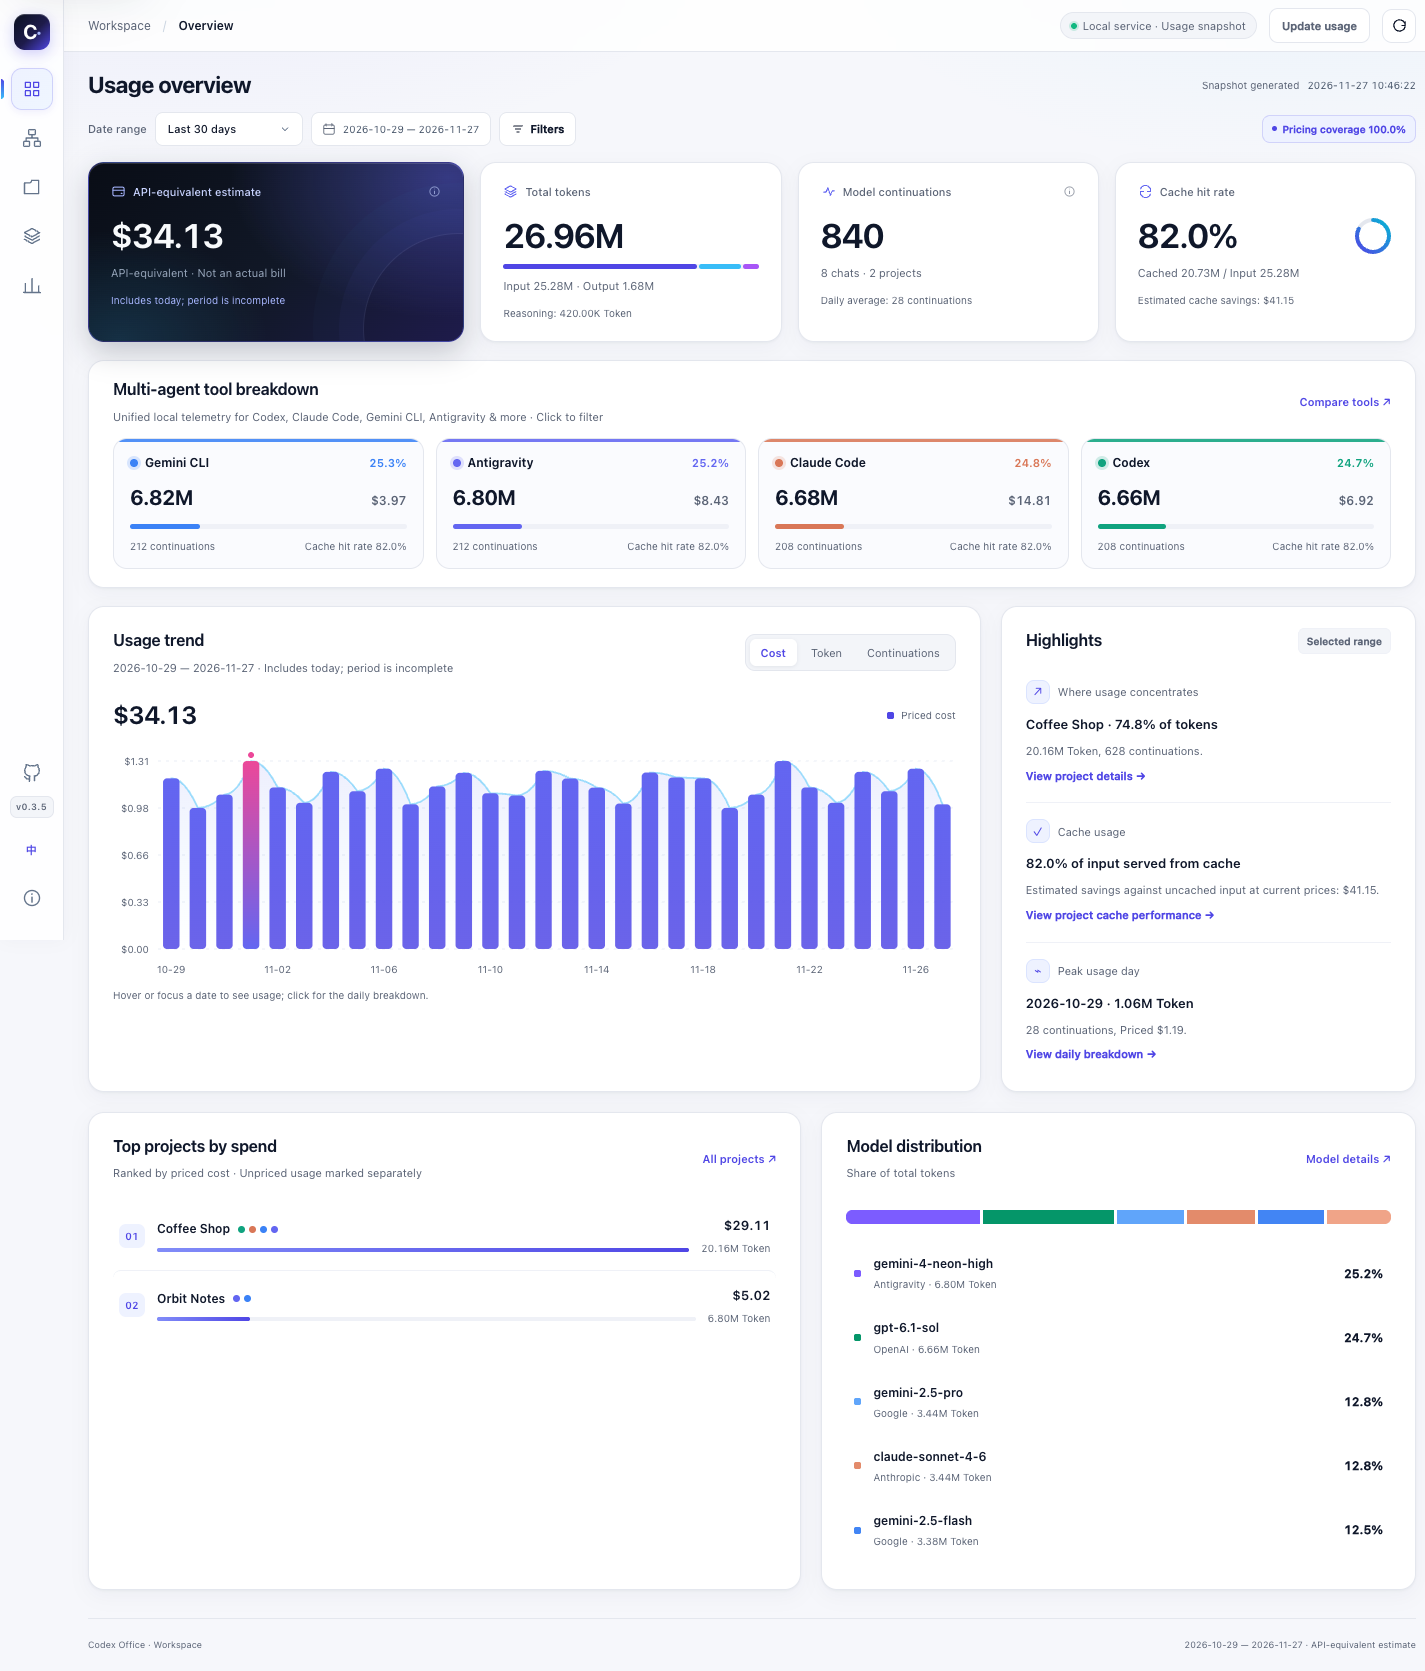 C
Workspace / Overview
Local service · Usage snapshot
Update usage
Usage overview
Snapshot generated 2026-11-27 10:46:22
Date range
Last 30 days
2026-10-29 — 2026-11-27
Filters
Pricing coverage 100.0%
API-equivalent estimate
$34.13
API-equivalent · Not an actual bill
Includes today; period is incomplete
Total tokens
26.96M
Input 25.28M · Output 1.68M
Reasoning: 420.00K Token
Model continuations
840
8 chats · 2 projects
Daily average: 28 continuations
Cache hit rate
82.0%
Cached 20.73M / Input 25.28M
Estimated cache savings: $41.15
Multi-agent tool breakdown
Unified local telemetry for Codex, Claude Code, Gemini CLI, Antigravity & more · Click to filter
Compare tools ↗
Gemini CLI 25.3%
6.82M $3.97
212 continuations Cache hit rate 82.0%
Antigravity 25.2%
6.80M $8.43
212 continuations Cache hit rate 82.0%
Claude Code 24.8%
6.68M $14.81
208 continuations Cache hit rate 82.0%
Codex 24.7%
6.66M $6.92
208 continuations Cache hit rate 82.0%
Usage trend
2026-10-29 — 2026-11-27 · Includes today; period is incomplete
Cost Token Continuations
$34.13
Priced cost
$1.31
$0.98
$0.66
$0.33
$0.00
10-29 11-02 11-06 11-10 11-14 11-18 11-22 11-26
Hover or focus a date to see usage; click for the daily breakdown.
Highlights
Selected range
Where usage concentrates
Coffee Shop · 74.8% of tokens
20.16M Token, 628 continuations.
View project details →
Cache usage
82.0% of input served from cache
Estimated savings against uncached input at current prices: $41.15.
View project cache performance →
Peak usage day
2026-10-29 · 1.06M Token
28 continuations, Priced $1.19.
View daily breakdown →
v0.3.5
中
Top projects by spend
Ranked by priced cost · Unpriced usage marked separately
All projects ↗
01 Coffee Shop $29.11
20.16M Token
02 Orbit Notes $5.02
6.80M Token
Model distribution
Share of total tokens
Model details ↗
gemini-4-neon-high
Antigravity · 6.80M Token
25.2%
gpt-6.1-sol
OpenAI · 6.66M Token
24.7%
gemini-2.5-pro
Google · 3.44M Token
12.8%
claude-sonnet-4-6
Anthropic · 3.44M Token
12.8%
gemini-2.5-flash
Google · 3.38M Token
12.5%
Codex Office · Workspace
2026-10-29 — 2026-11-27 · API-equivalent estimate